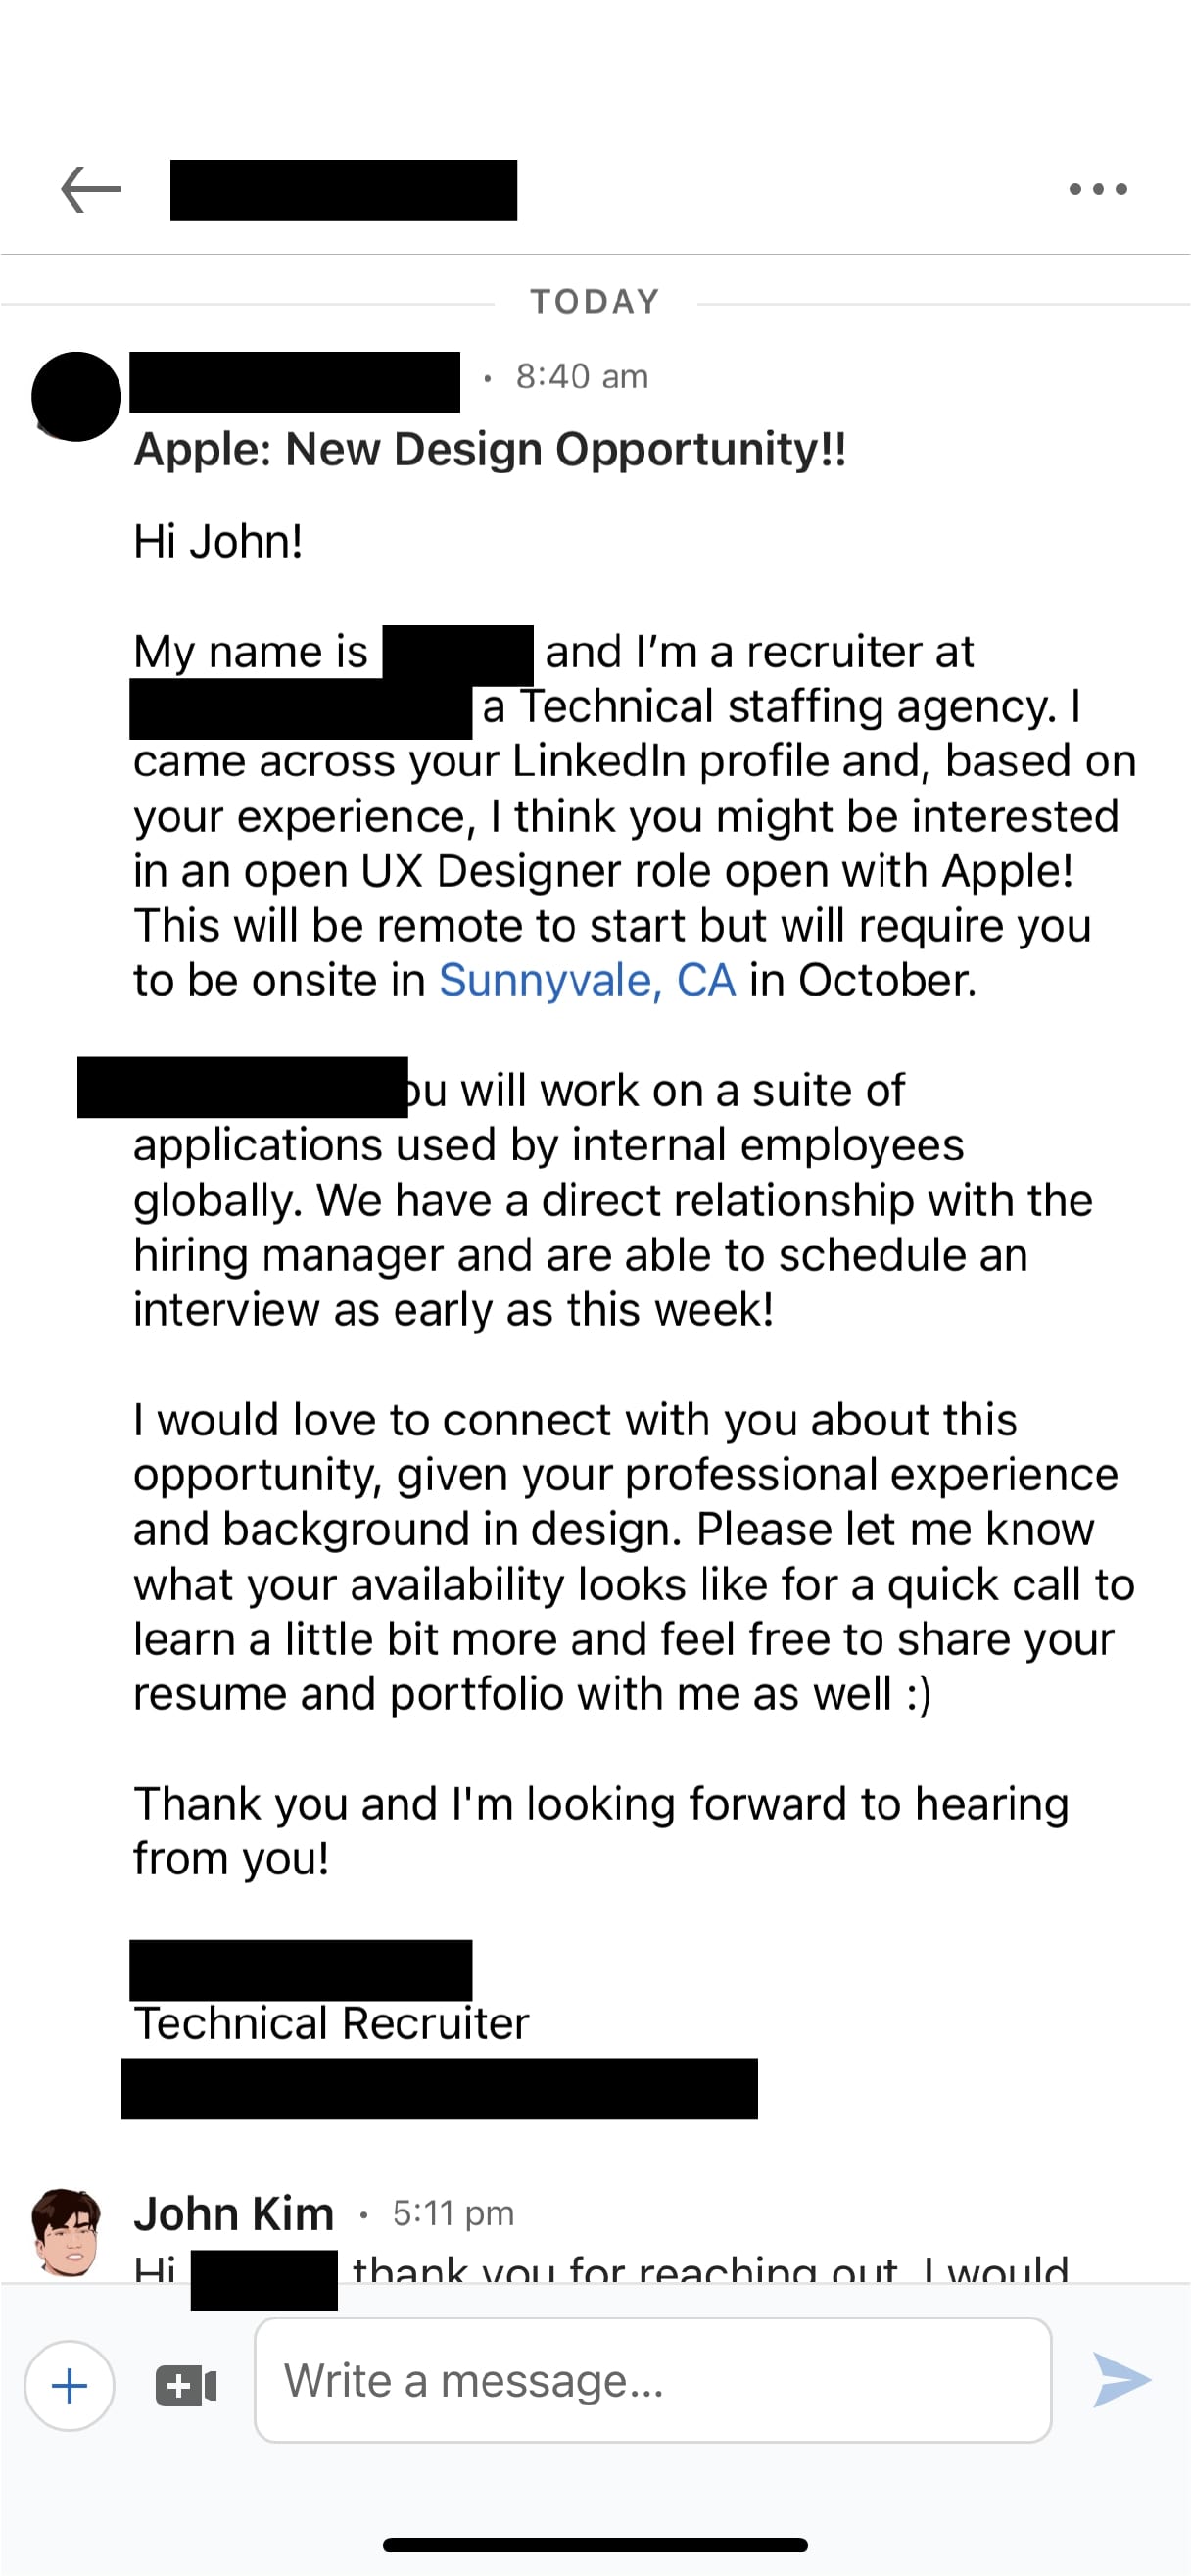 TODAY
• 8:40 am
Apple: New Design Opportunity!!
Hi John!
My name is and I’m a recruiter at
a Technical staffing agency. I
came across your LinkedIn profile and, based on
your experience, I think you might be interested
in an open UX Designer role open with Apple!
This will be remote to start but will require you
to be onsite in Sunnyvale, CA in October.
will work on a suite of
applications used by internal employees
globally. We have a direct relationship with the
hiring manager and are able to schedule an
interview as early as this week!
I would love to connect with you about this
opportunity, given your professional experience
and background in design. Please let me know
what your availability looks like for a quick call to
learn a little bit more and feel free to share your
resume and portfolio with me as well :)
Thank you and I'm looking forward to hearing
from you!
Technical Recruiter
John Kim • 5:11 pm
Hi thank you for reaching out. I would
Write a message...